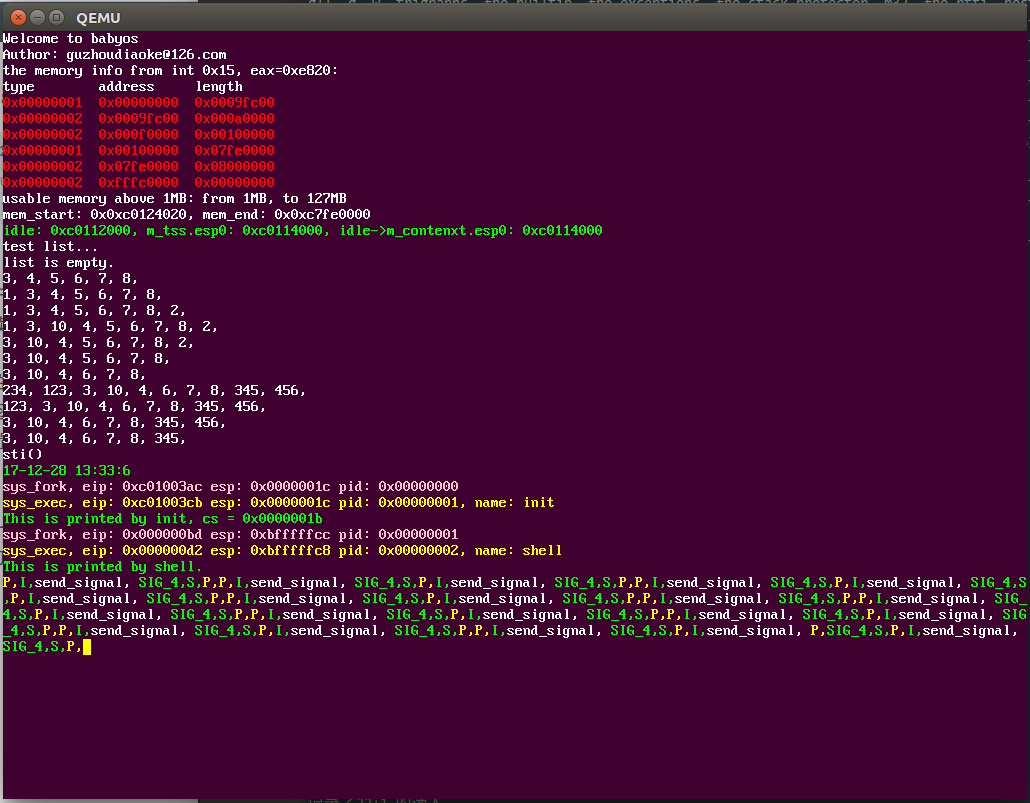 QEMU
Welcome to babyos
Author: guzhoudiaoke@126.com
the memory info from int 0x15, eax=0xe820:
type address length
0x00000001 0x00000000 0x0009fc00
0x00000002 0x0009fc00 0x000a0000
0x00000002 0x000f0000 0x00100000
0x00000001 0x00100000 0x07fe0000
0x00000002 0x07fe0000 0x08000000
0x00000002 0xfffc0000 0x00000000
usable memory above 1MB: from 1MB, to 127MB
mem_start: 0x0xc0124020, mem_end: 0x0xc7fe0000
idle: 0xc0112000, m_tss.esp0: 0xc0114000, idle->m_contenxt.esp0: 0xc0114000
test list...
list is empty.
3, 4, 5, 6, 7, 8,
1, 3, 4, 5, 6, 7, 8,
1, 3, 4, 5, 6, 7, 8, 2,
1, 3, 10, 4, 5, 6, 7, 8, 2,
3, 10, 4, 5, 6, 7, 8, 2,
3, 10, 4, 5, 6, 7, 8,
3, 10, 4, 6, 7, 8,
234, 123, 3, 10, 4, 6, 7, 8, 345, 456,
123, 3, 10, 4, 6, 7, 8, 345, 456,
3, 10, 4, 6, 7, 8, 345, 456,
3, 10, 4, 6, 7, 8, 345,
sti()
17-12-28 13:33:6
sys_fork, eip: 0xc01003ac esp: 0x0000001c pid: 0x00000000
sys_exec, eip: 0xc01003cb esp: 0x0000001c pid: 0x00000001, name: init
This is printed by init, cs = 0x0000001b
sys_fork, eip: 0x000000bd esp: 0xbfffffcc pid: 0x00000001
sys_exec, eip: 0x000000d2 esp: 0xbfffffc8 pid: 0x00000002, name: shell
This is printed by shell.
P,I,send_signal, SIG_4,S,P,P,I,send_signal, SIG_4,S,P,I,send_signal, SIG_4,S,P,P,I,send_signal, SIG_4,S,P,I,send_signal, SIG_4,S
,P,I,send_signal, SIG_4,S,P,P,I,send_signal, SIG_4,S,P,I,send_signal, SIG_4,S,P,P,I,send_signal, SIG_4,S,P,I,send_signal, SIG_
4,S,P,I,send_signal, SIG_4,S,P,P,I,send_signal, SIG_4,S,P,I,send_signal, SIG_4,S,P,P,I,send_signal, SIG_4,S,P,I,send_signal, SIG
_4,S,P,P,I,send_signal, SIG_4,S,P,I,send_signal, SIG_4,S,P,P,I,send_signal, SIG_4,S,P,I,send_signal, P,SIG_4,S,P,I,send_signal,
SIG_4,S,P,